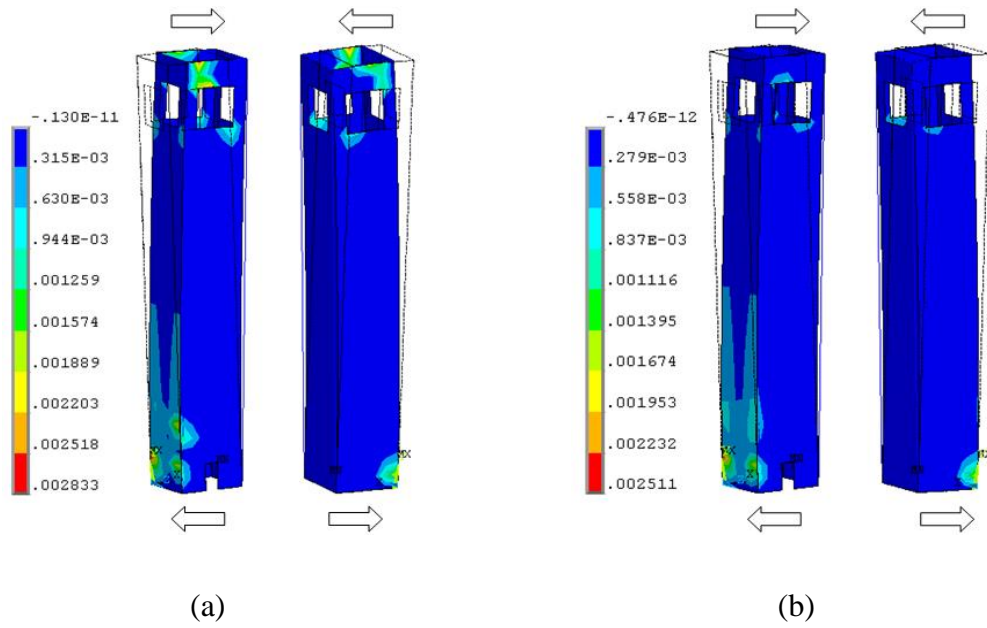 -.130E-11
.315E-03
.630E-03
.944E-03
.001259
.001574
.001889
.002203
.002518
.002833
MX
-.476E-12
.279E-03
.558E-03
.837E-03
.001116
.001395
.001674
.001953
.002232
.002511
(a)
(b)